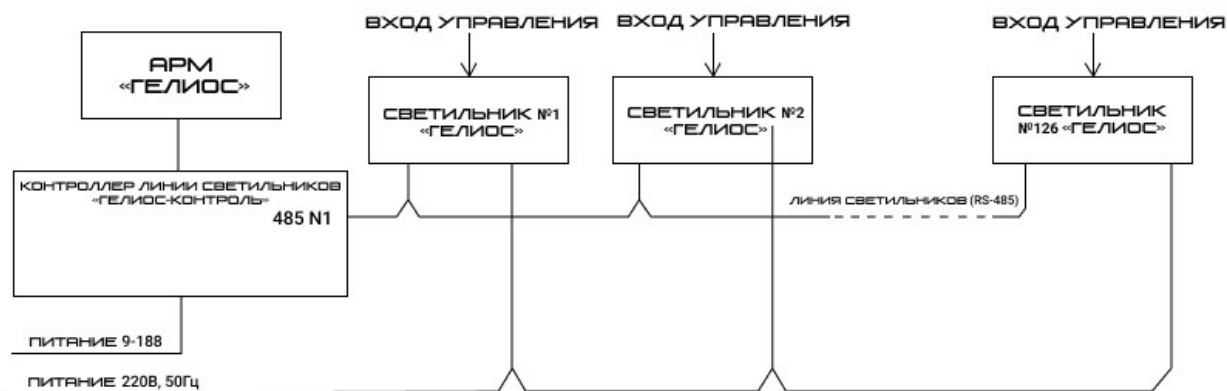 ВХОД УПРАВЛЕНИЯ
ВХОД УПРАВЛЕНИЯ
ВХОД УПРАВЛЕНИЯ
АРМ
«ГЕЛИОС»
СВЕТИЛЬНИК №1
«ГЕЛИОС»
СВЕТИЛЬНИК №2
«ГЕЛИОС»
СВЕТИЛЬНИК
№126 «ГЕЛИОС»
КОНТРОЛЛЕР ЛИНИИ СВЕТИЛЬНИКОВ
«ГЕЛИОС-КОНТРОЛЬ»
485 N1
ЛИНИЯ СВЕТИЛЬНИКОВ (RS-485)
ПИТАНИЕ 9-188
ПИТАНИЕ 220В, 50Гц